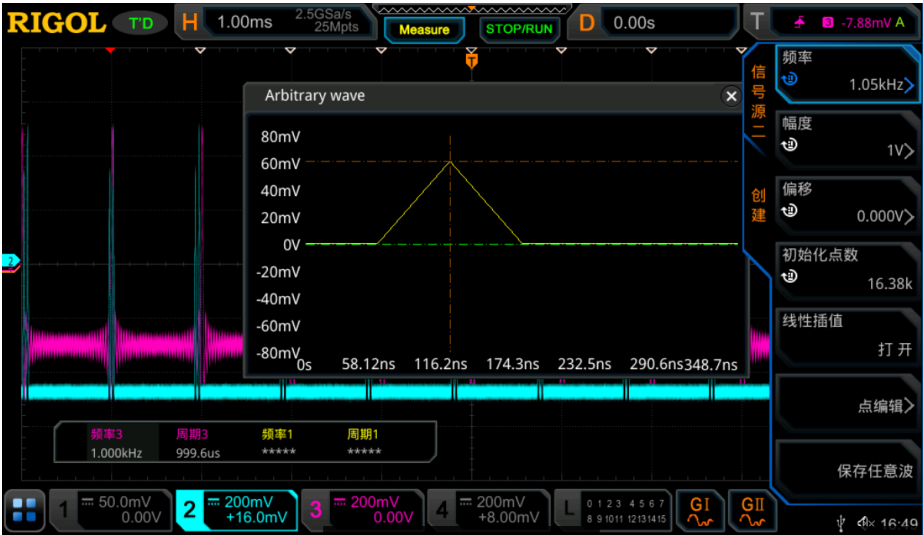 RIGOL T'D H 1.00ms 2.5GSa/s 25Mpts Measure STOP/RUN D 0.00s T 3 -7.88mV A
T
信号源二
创建
频率
1.05kHz
幅度
1V
偏移
0.000V
初始化点数
16.38k
线性插值
打开
点编辑
保存任意波
Arbitrary wave
80mV
60mV
40mV
20mV
0V
-20mV
-40mV
-60mV
-80mV
0s 58.12ns 116.2ns 174.3ns 232.5ns 290.6ns 348.7ns
2
频率3 周期3 频率1 周期1
1.000kHz 999.6us ***** *****
1 50.0mV 0.00V
2 200mV +16.0mV
3 200mV 0.00V
4 200mV +8.00mV
L 0 1 2 3 4 5 6 7
8 9 10 11 12 13 14 15
GI GII
16:49